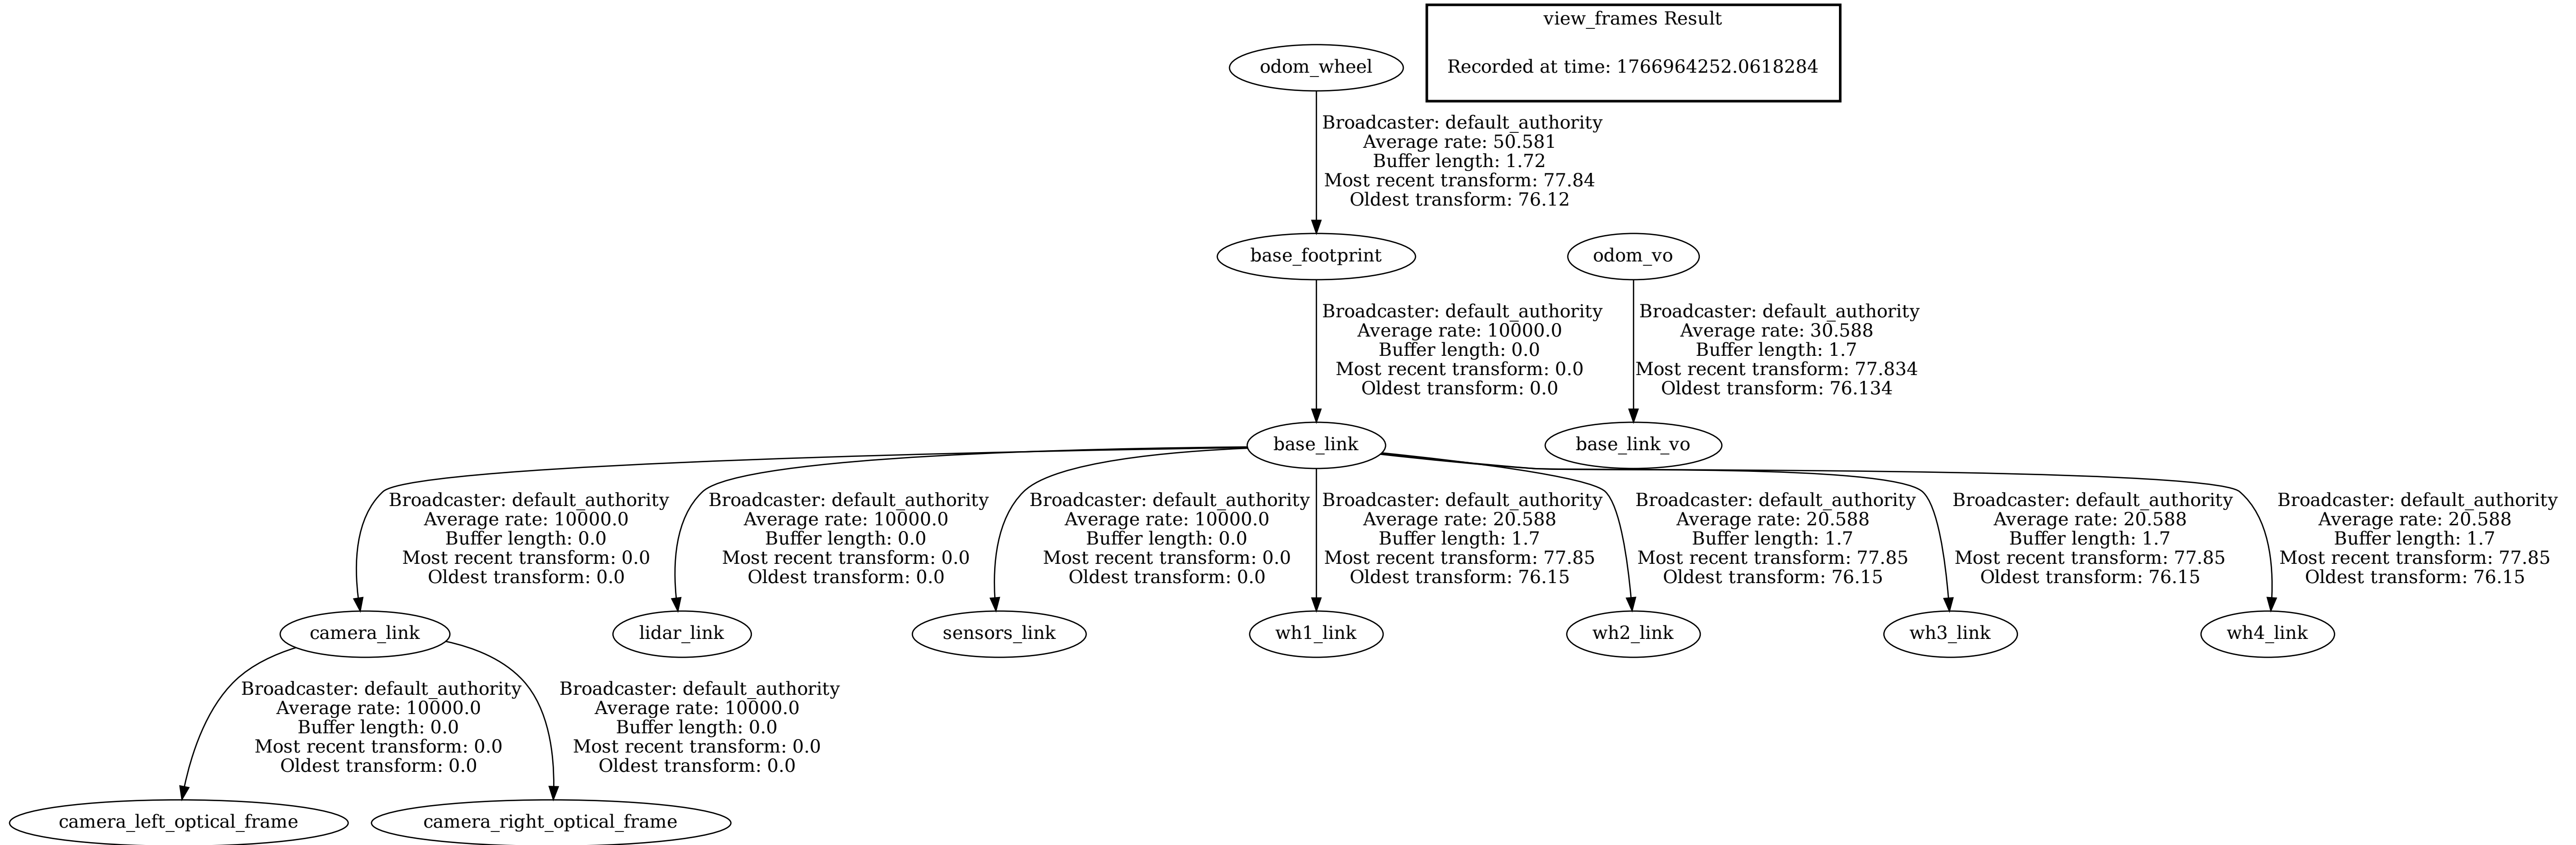 view_frames Result
Recorded at time: 1766964252.0618284
odom_wheel
Broadcaster: default_authority
Average rate: 50.581
Buffer length: 1.72
Most recent transform: 77.84
Oldest transform: 76.12
base_footprint
odom_vo
Broadcaster: default_authority
Average rate: 10000.0
Buffer length: 0.0
Most recent transform: 0.0
Oldest transform: 0.0
Broadcaster: default_authority
Average rate: 30.588
Buffer length: 1.7
Most recent transform: 77.834
Oldest transform: 76.134
base_link
base_link_vo
Broadcaster: default_authority
Average rate: 10000.0
Buffer length: 0.0
Most recent transform: 0.0
Oldest transform: 0.0
Broadcaster: default_authority
Average rate: 10000.0
Buffer length: 0.0
Most recent transform: 0.0
Oldest transform: 0.0
Broadcaster: default_authority
Average rate: 10000.0
Buffer length: 0.0
Most recent transform: 0.0
Oldest transform: 0.0
Broadcaster: default_authority
Average rate: 20.588
Buffer length: 1.7
Most recent transform: 77.85
Oldest transform: 76.15
Broadcaster: default_authority
Average rate: 20.588
Buffer length: 1.7
Most recent transform: 77.85
Oldest transform: 76.15
Broadcaster: default_authority
Average rate: 20.588
Buffer length: 1.7
Most recent transform: 77.85
Oldest transform: 76.15
Broadcaster: default_authority
Average rate: 20.588
Buffer length: 1.7
Most recent transform: 77.85
Oldest transform: 76.15
camera_link
lidar_link
sensors_link
wh1_link
wh2_link
wh3_link
wh4_link
Broadcaster: default_authority
Average rate: 10000.0
Buffer length: 0.0
Most recent transform: 0.0
Oldest transform: 0.0
Broadcaster: default_authority
Average rate: 10000.0
Buffer length: 0.0
Most recent transform: 0.0
Oldest transform: 0.0
camera_left_optical_frame
camera_right_optical_frame